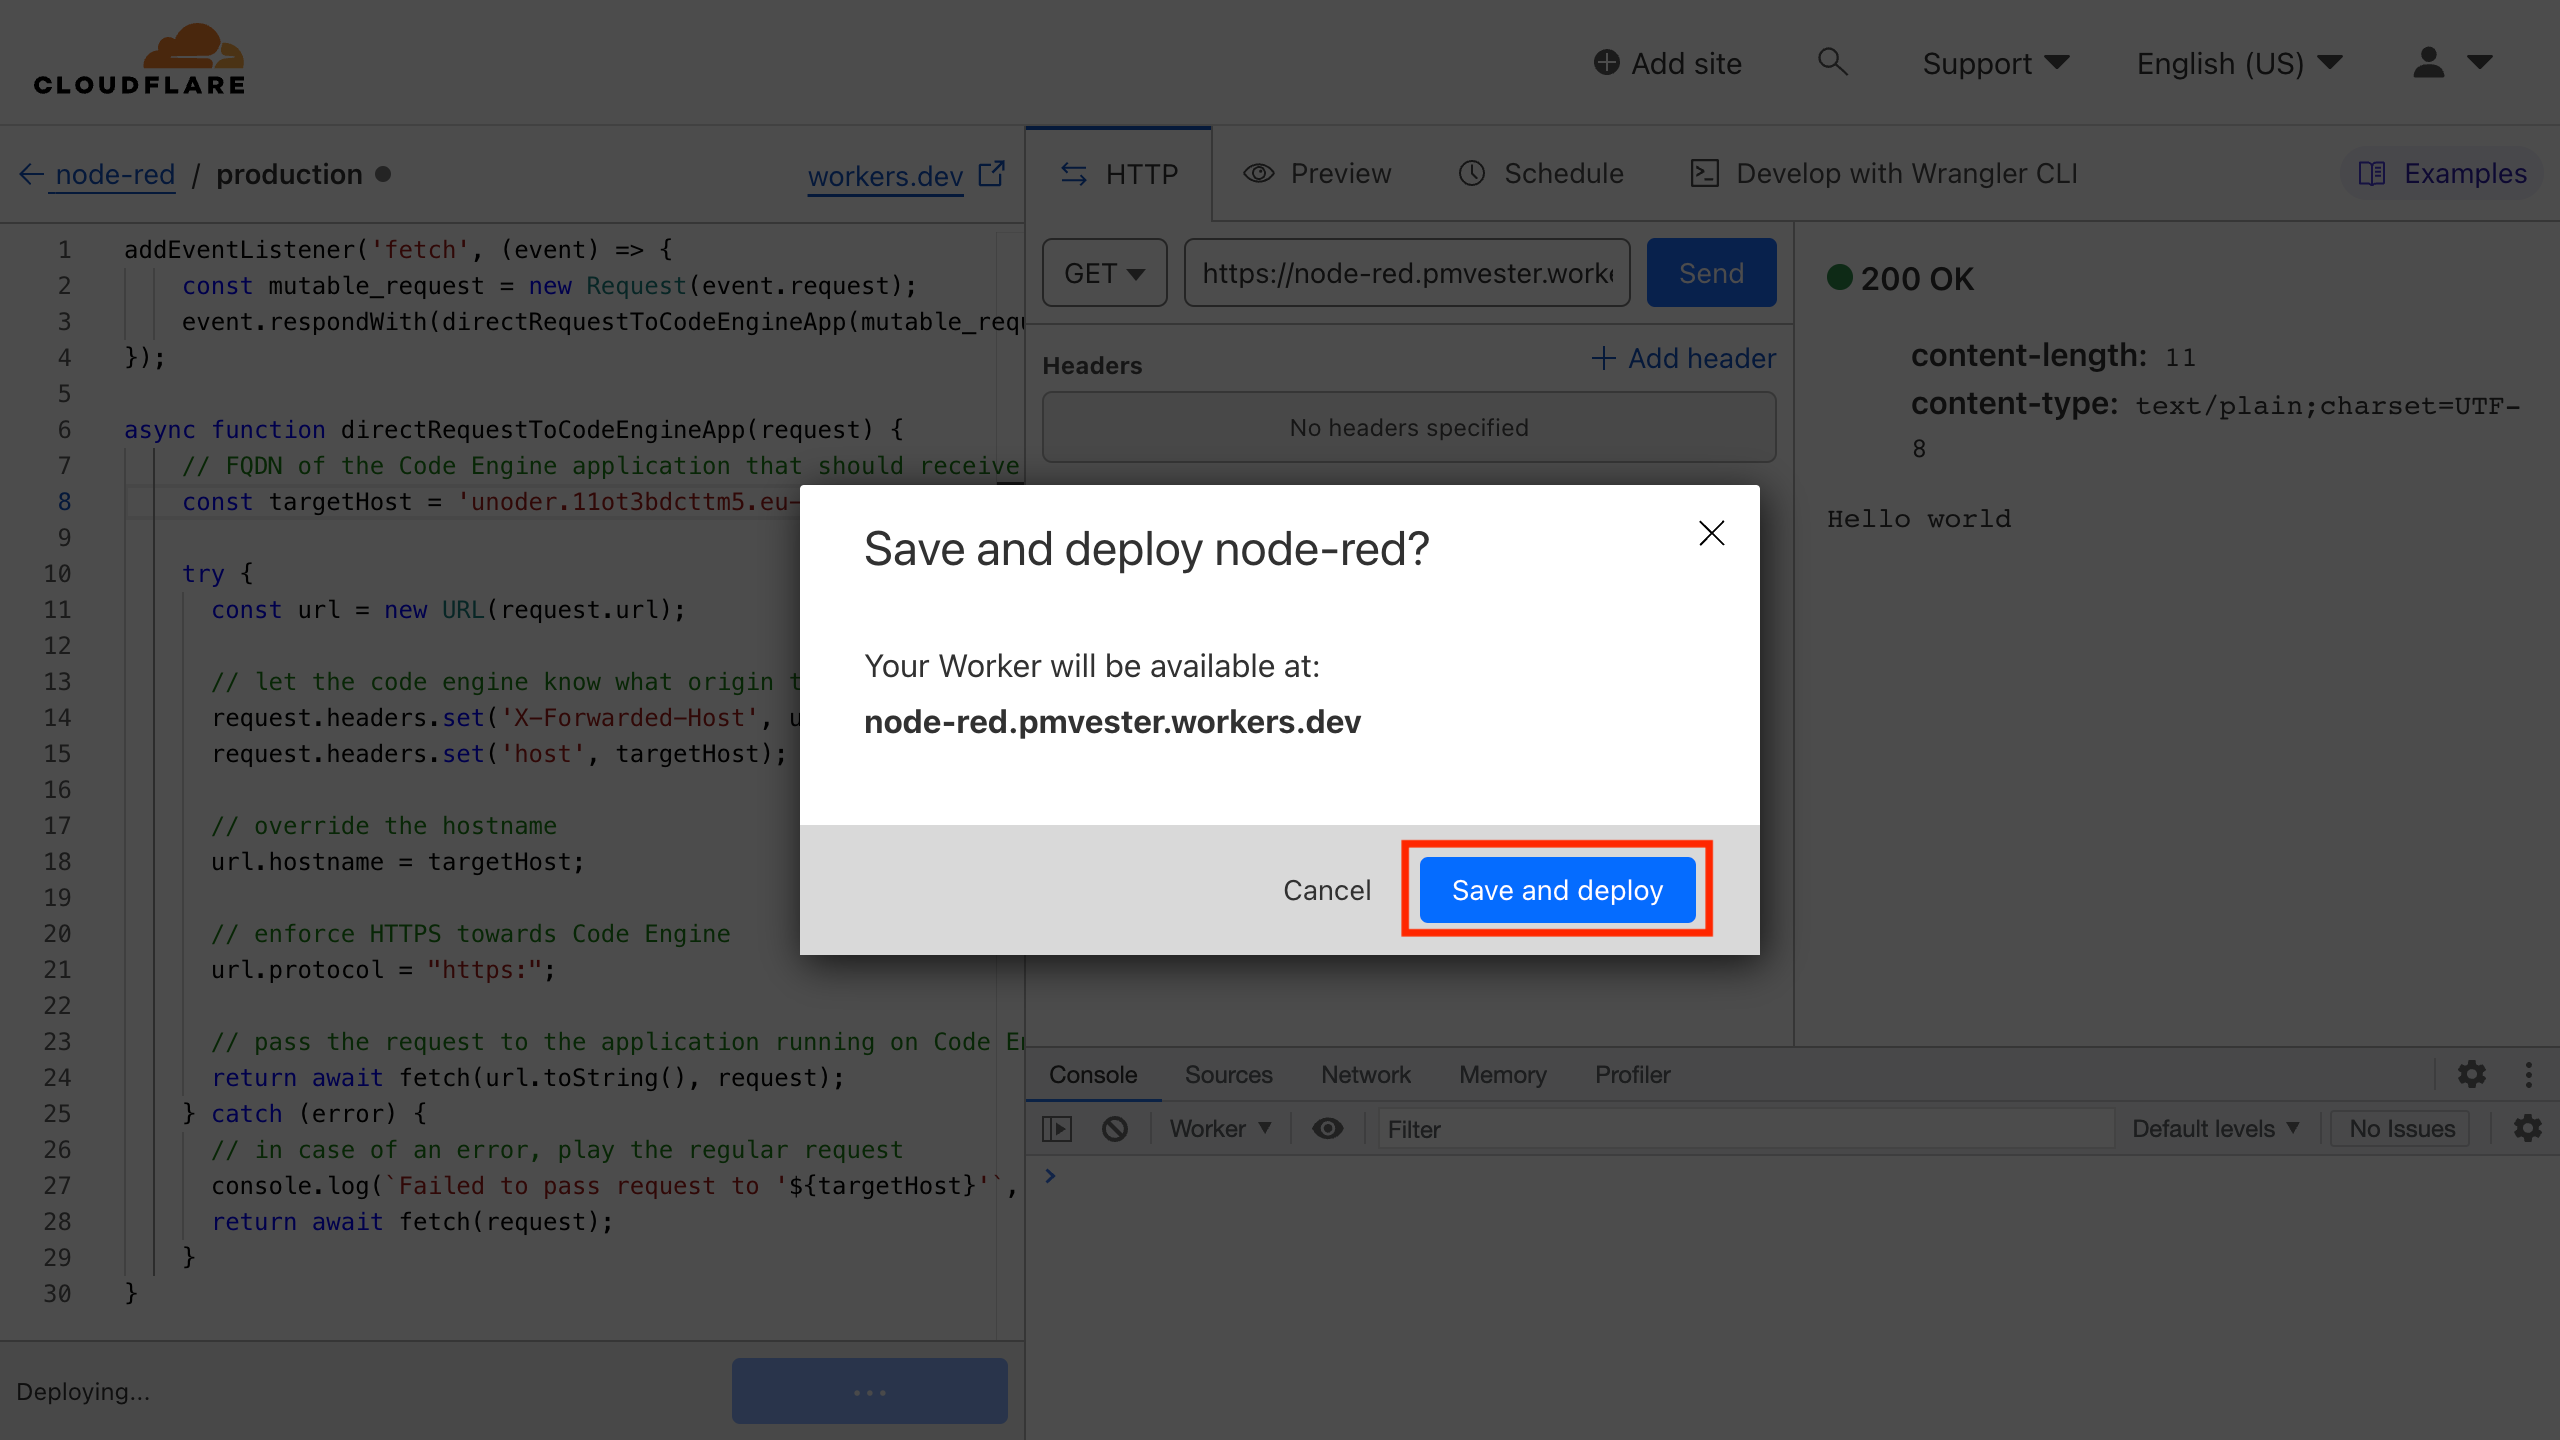 CLOUDFLARE
Add site
Support
English (US)
node-red / production
workers.dev
HTTP
Preview
Schedule
Develop with Wrangler CLI
Examples
1 addEventListener('fetch', (event) => {
2 const mutable_request = new Request(event.request);
3 event.respondWith(directRequestToCodeEngineApp(mutable_requ
4 });
5
6 async function directRequestToCodeEngineApp(request) {
7 // FQDN of the Code Engine application that should receive
8 const targetHost = 'unoder.11ot3bdcttm5.eu-
9
10 try {
11 const url = new URL(request.url);
12
13 // let the code engine know what origin t
14 request.headers.set('X-Forwarded-Host', u
15 request.headers.set('host', targetHost);
16
17 // override the hostname
18 url.hostname = targetHost;
19
20 // enforce HTTPS towards Code Engine
21 url.protocol = "https:";
22
23 // pass the request to the application running on Code En
24 return await fetch(url.toString(), request);
25 } catch (error) {
26 // in case of an error, play the regular request
27 console.log(`Failed to pass request to '${targetHost}'`,
28 return await fetch(request);
29 }
30 }
Deploying...
...
GET
https://node-red.pmvester.worke
Send
Headers
Add header
No headers specified
200 OK
content-length: 11
content-type: text/plain;charset=UTF-
8
Hello world
Save and deploy node-red?
Your Worker will be available at:
node-red.pmvester.workers.dev
Cancel
Save and deploy
Console
Sources
Network
Memory
Profiler
Worker
Filter
Default levels
No Issues